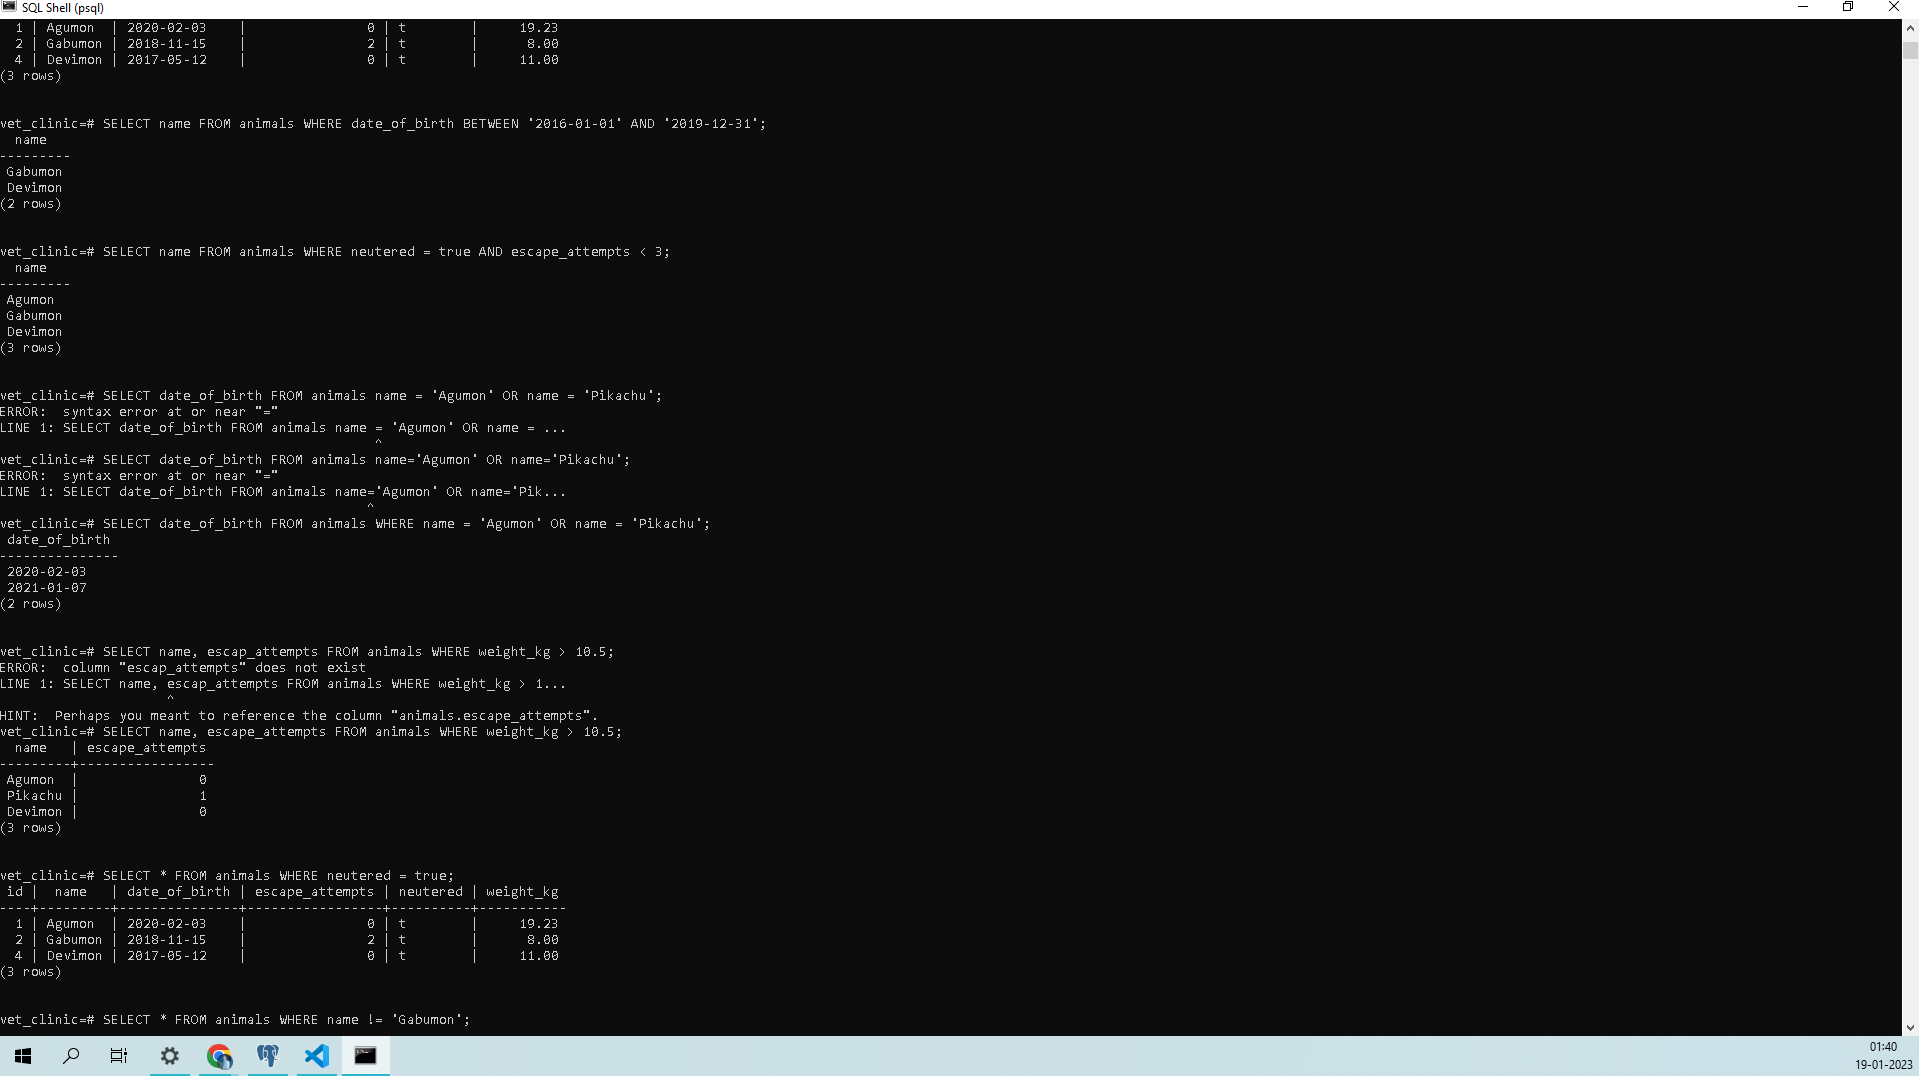 SQL Shell (psql)
  1 | Agumon  | 2020-02-03    |               0 | t        |     19.23
  2 | Gabumon | 2018-11-15    |               2 | t        |      8.00
  4 | Devimon | 2017-05-12    |               0 | t        |     11.00
(3 rows)
vet_clinic=# SELECT name FROM animals WHERE date_of_birth BETWEEN '2016-01-01' AND '2019-12-31';
  name
---------
 Gabumon
 Devimon
(2 rows)
vet_clinic=# SELECT name FROM animals WHERE neutered = true AND escape_attempts < 3;
  name
---------
 Agumon
 Gabumon
 Devimon
(3 rows)
vet_clinic=# SELECT date_of_birth FROM animals name = 'Agumon' OR name = 'Pikachu';
ERROR:  syntax error at or near "="
LINE 1: SELECT date_of_birth FROM animals name = 'Agumon' OR name = ...
                                               ^
vet_clinic=# SELECT date_of_birth FROM animals name='Agumon' OR name='Pikachu';
ERROR:  syntax error at or near "="
LINE 1: SELECT date_of_birth FROM animals name='Agumon' OR name='Pik...
                                              ^
vet_clinic=# SELECT date_of_birth FROM animals WHERE name = 'Agumon' OR name = 'Pikachu';
 date_of_birth
---------------
 2020-02-03
 2021-01-07
(2 rows)
vet_clinic=# SELECT name, escap_attempts FROM animals WHERE weight_kg > 10.5;
ERROR:  column "escap_attempts" does not exist
LINE 1: SELECT name, escap_attempts FROM animals WHERE weight_kg > 1...
                     ^
HINT:  Perhaps you meant to reference the column "animals.escape_attempts".
vet_clinic=# SELECT name, escape_attempts FROM animals WHERE weight_kg > 10.5;
  name   | escape_attempts
---------+-----------------
 Agumon  |               0
 Pikachu |               1
 Devimon |               0
(3 rows)
vet_clinic=# SELECT * FROM animals WHERE neutered = true;
 id |  name   | date_of_birth | escape_attempts | neutered | weight_kg
----+---------+---------------+-----------------+----------+-----------
  1 | Agumon  | 2020-02-03    |               0 | t        |     19.23
  2 | Gabumon | 2018-11-15    |               2 | t        |      8.00
  4 | Devimon | 2017-05-12    |               0 | t        |     11.00
(3 rows)
vet_clinic=# SELECT * FROM animals WHERE name != 'Gabumon';
01:40
19-01-2023